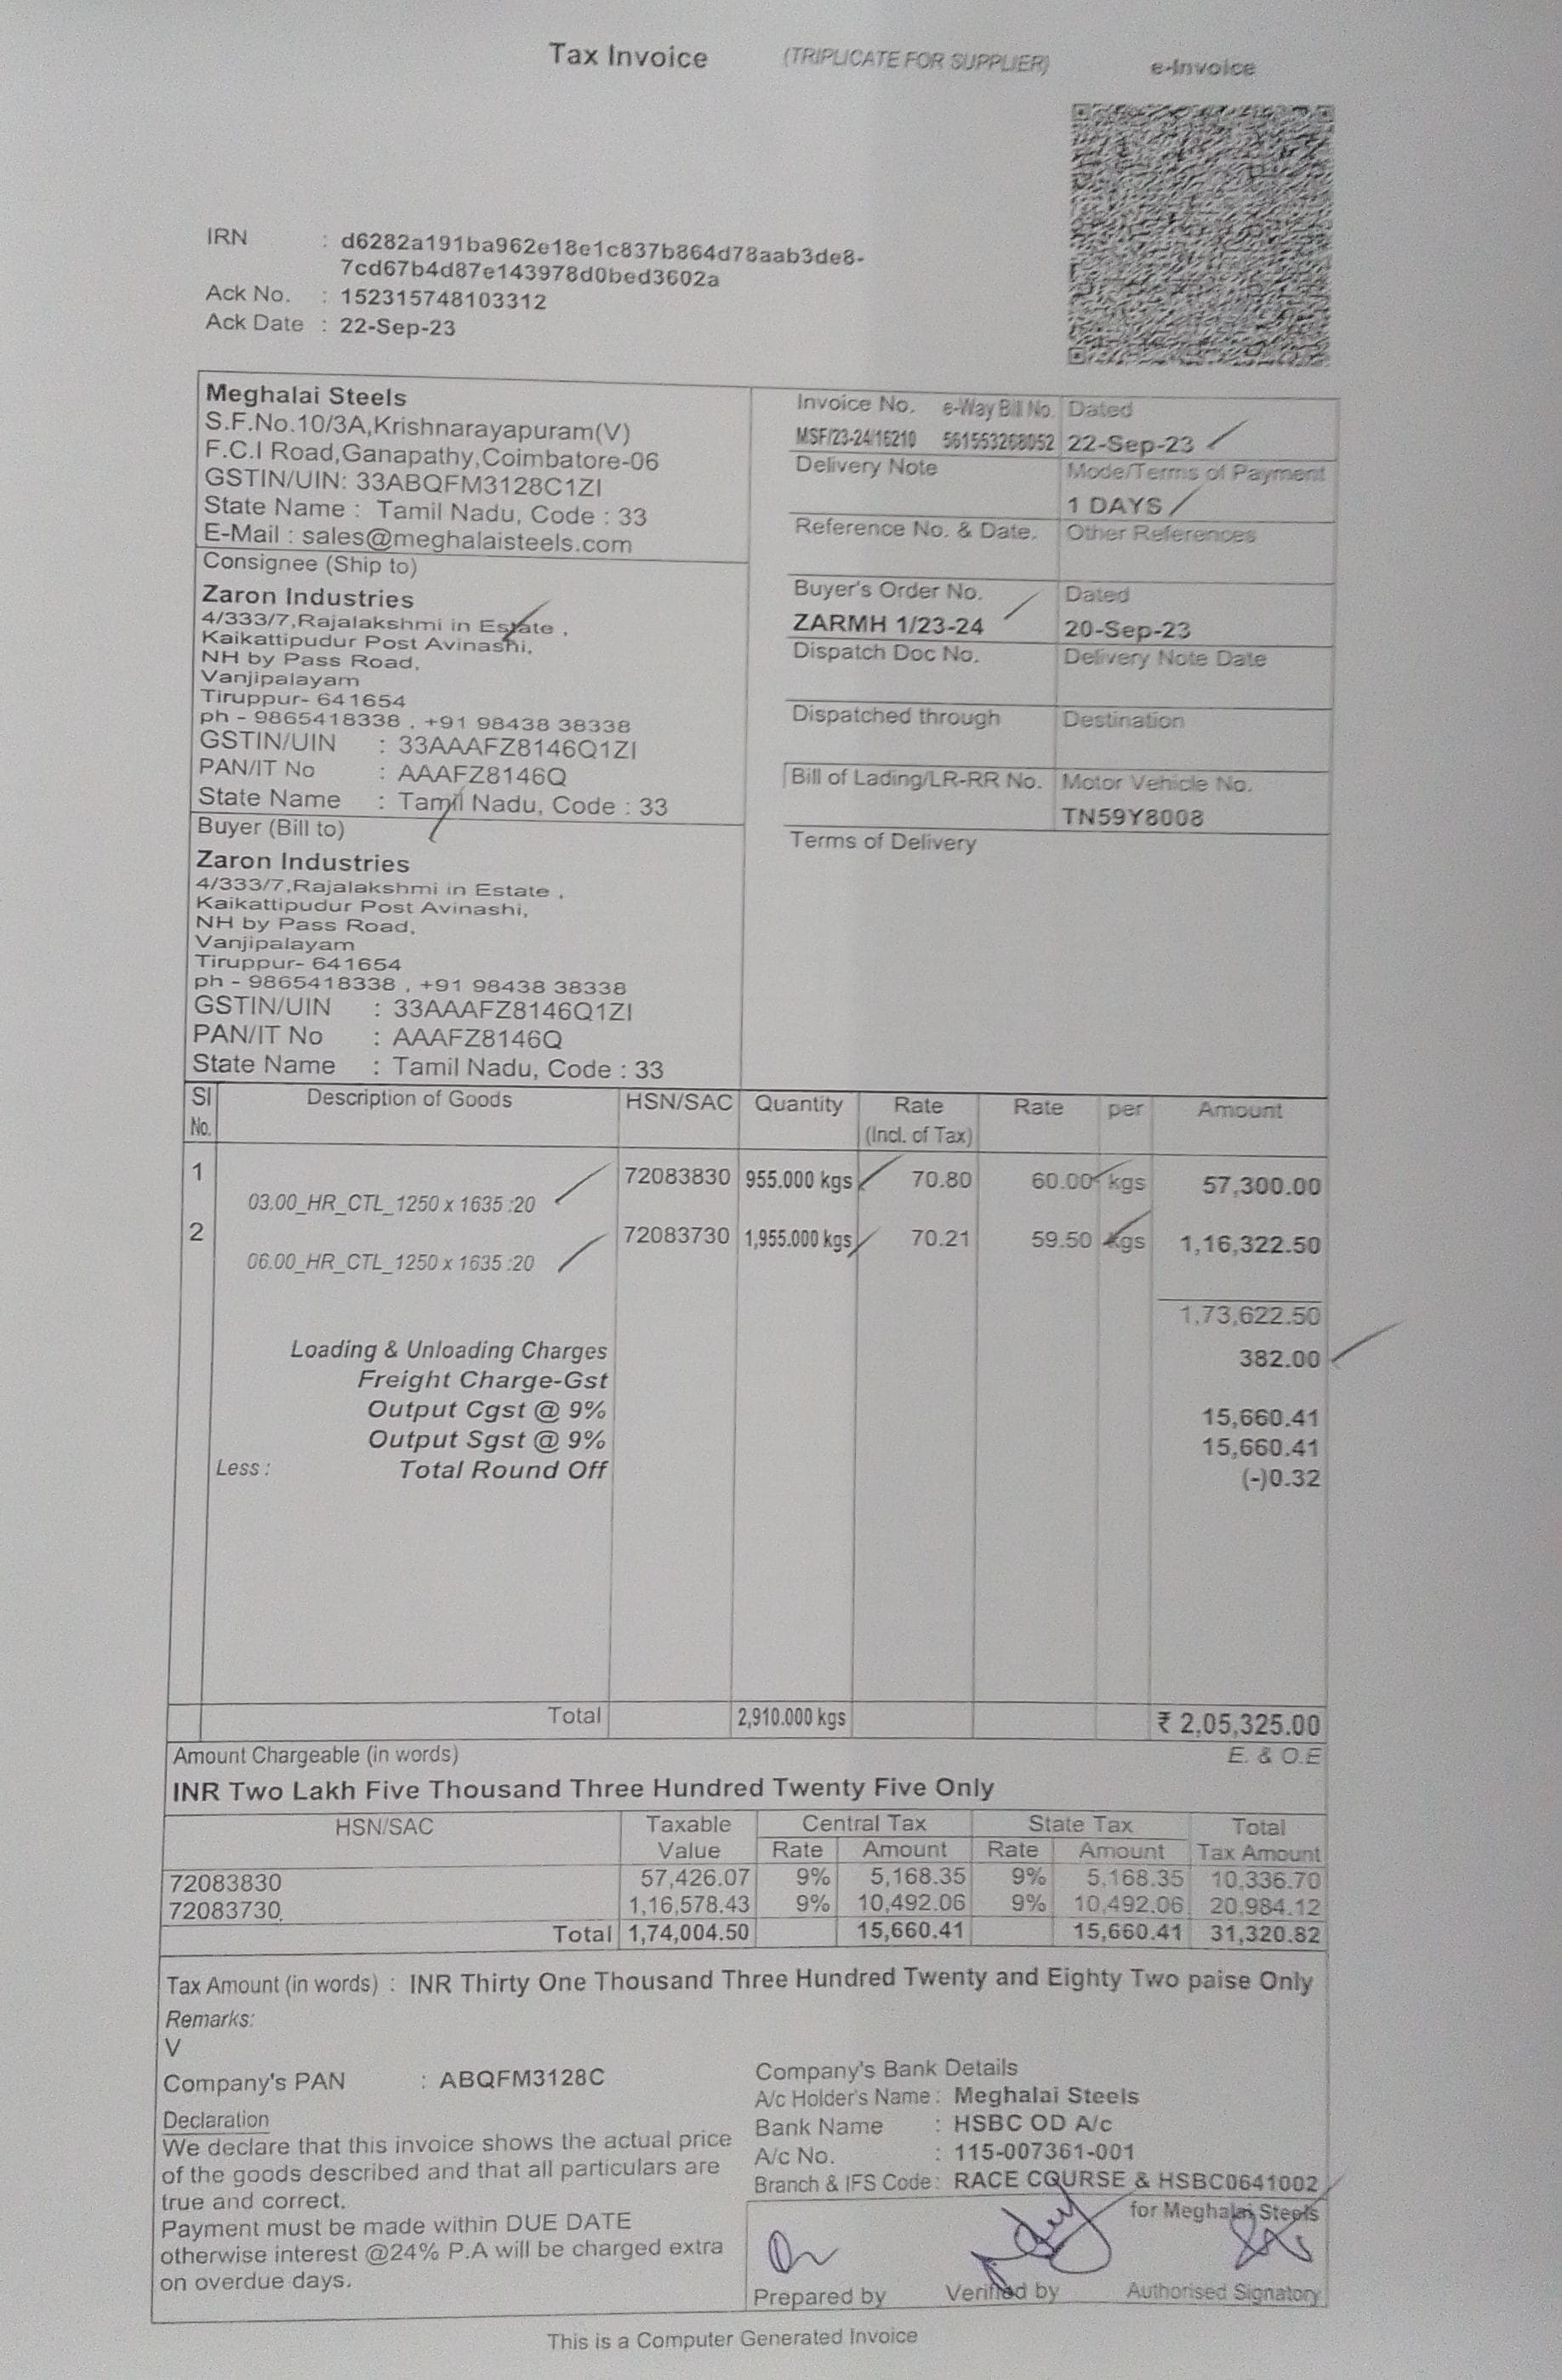 Tax Invoice (TRIPLICATE FOR SUPPLIER) e-Invoice
IRN : d6282a191ba962e18e1c837b864d78aab3de8-
7cd67b4d87e143978d0bed3602a
Ack No. : 152315748103312
Ack Date : 22-Sep-23
Meghalai Steels
S.F.No.10/3A,Krishnarayapuram(V)
F.C.I Road,Ganapathy,Coimbatore-06
GSTIN/UIN: 33ABQFM3128C1ZI
State Name : Tamil Nadu, Code : 33
E-Mail : sales@meghalaisteels.com
Invoice No. e-Way Bill No. Dated
MSF/23-24/16210 561553268052 22-Sep-23
Delivery Note Mode/Terms of Payment
1 DAYS
Reference No. & Date. Other References
Buyer's Order No. Dated
ZARMH 1/23-24 20-Sep-23
Dispatch Doc No. Delivery Note Date
Dispatched through Destination
Bill of Lading/LR-RR No. Motor Vehicle No.
TN59Y8008
Terms of Delivery
Consignee (Ship to)
Zaron Industries
4/333/7,Rajalakshmi in Estate ,
Kaikattipudur Post Avinashi,
NH by Pass Road,
Vanjipalayam
Tiruppur- 641654
ph - 9865418338 , +91 98438 38338
GSTIN/UIN : 33AAAFZ8146Q1ZI
PAN/IT No : AAAFZ8146Q
State Name : Tamil Nadu, Code : 33
Buyer (Bill to)
Zaron Industries
4/333/7,Rajalakshmi in Estate ,
Kaikattipudur Post Avinashi,
NH by Pass Road,
Vanjipalayam
Tiruppur- 641654
ph - 9865418338 , +91 98438 38338
GSTIN/UIN : 33AAAFZ8146Q1ZI
PAN/IT No : AAAFZ8146Q
State Name : Tamil Nadu, Code : 33
Sl Description of Goods HSN/SAC Quantity Rate Rate per Amount
No. (Incl. of Tax)
1 72083830 955.000 kgs 70.80 60.00 kgs 57,300.00
03.00_HR_CTL_1250 x 1635 :20
2 72083730 1,955.000 kgs 70.21 59.50 kgs 1,16,322.50
06.00_HR_CTL_1250 x 1635 :20
1,73,622.50
Loading & Unloading Charges 382.00
Freight Charge-Gst
Output Cgst @ 9% 15,660.41
Output Sgst @ 9% 15,660.41
Less : Total Round Off (-)0.32
Total 2,910.000 kgs ₹ 2,05,325.00
Amount Chargeable (in words) E. & O.E
INR Two Lakh Five Thousand Three Hundred Twenty Five Only
HSN/SAC Taxable Central Tax State Tax Total
Value Rate Amount Rate Amount Tax Amount
72083830 57,426.07 9% 5,168.35 9% 5,168.35 10,336.70
72083730 1,16,578.43 9% 10,492.06 9% 10,492.06 20,984.12
Total 1,74,004.50 15,660.41 15,660.41 31,320.82
Tax Amount (in words) : INR Thirty One Thousand Three Hundred Twenty and Eighty Two paise Only
Remarks:
V
Company's PAN : ABQFM3128C
Declaration
We declare that this invoice shows the actual price
of the goods described and that all particulars are
true and correct.
Payment must be made within DUE DATE
otherwise interest @24% P.A will be charged extra
on overdue days.
Company's Bank Details
A/c Holder's Name : Meghalai Steels
Bank Name : HSBC OD A/c
A/c No. : 115-007361-001
Branch & IFS Code : RACE COURSE & HSBC0641002
for Meghalai Steels
Prepared by Verified by Authorised Signatory
This is a Computer Generated Invoice